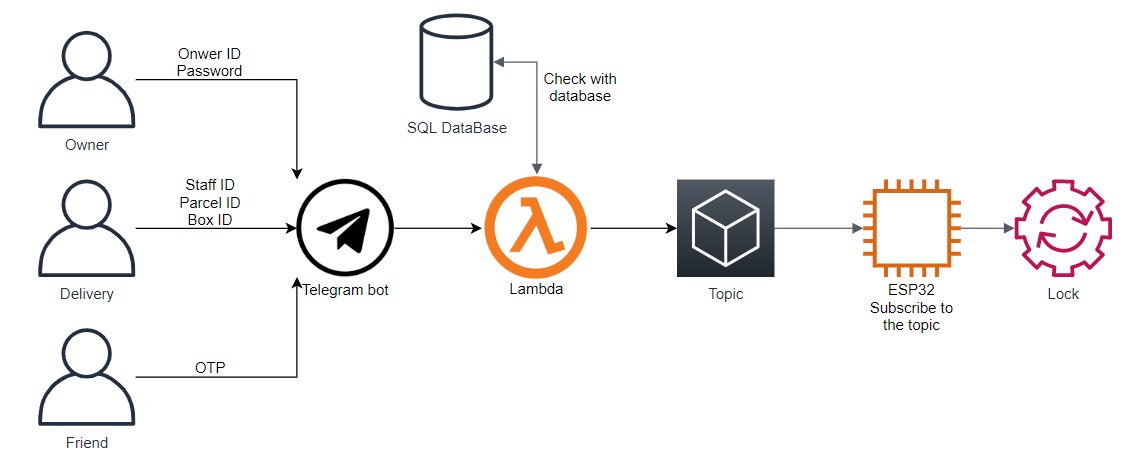 Onwer ID
Password
Owner
Staff ID
Parcel ID
Box ID
Delivery
OTP
Friend
Telegram bot
SQL DataBase
Check with
database
Lambda
Topic
ESP32
Subscribe to
the topic
Lock